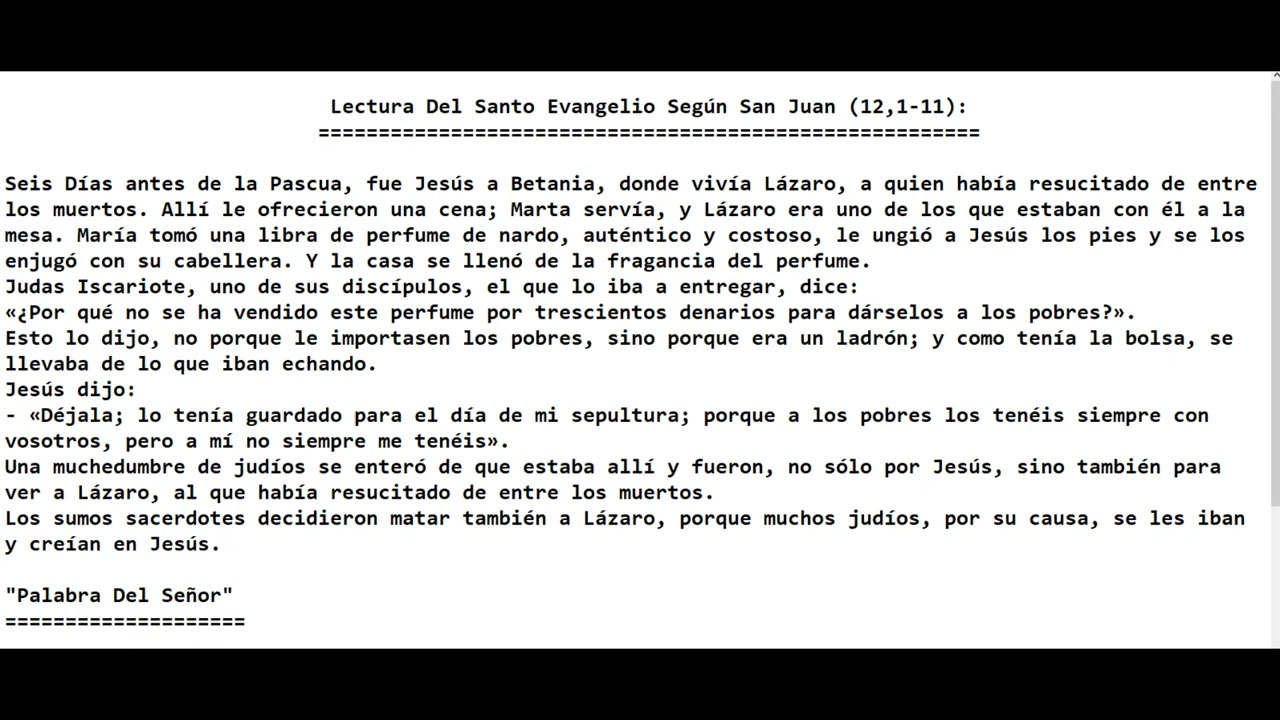 Lectura Del Santo Evangelio Según San Juan (12,1-11):
=======================================================
Seis Días antes de la Pascua, fue Jesús a Betania, donde vivía Lázaro, a quien había resucitado de entre
los muertos. Allí le ofrecieron una cena; Marta servía, y Lázaro era uno de los que estaban con él a la
mesa. María tomó una libra de perfume de nardo, auténtico y costoso, le ungió a Jesús los pies y se los
enjugó con su cabellera. Y la casa se llenó de la fragancia del perfume.
Judas Iscariote, uno de sus discípulos, el que lo iba a entregar, dice:
«¿Por qué no se ha vendido este perfume por trescientos denarios para dárselos a los pobres?».
Esto lo dijo, no porque le importasen los pobres, sino porque era un ladrón; y como tenía la bolsa, se
llevaba de lo que iban echando.
Jesús dijo:
- «Déjala; lo tenía guardado para el día de mi sepultura; porque a los pobres los tenéis siempre con
vosotros, pero a mí no siempre me tenéis».
Una muchedumbre de judíos se enteró de que estaba allí y fueron, no sólo por Jesús, sino también para
ver a Lázaro, al que había resucitado de entre los muertos.
Los sumos sacerdotes decidieron matar también a Lázaro, porque muchos judíos, por su causa, se les iban
y creían en Jesús.
"Palabra Del Señor"
====================